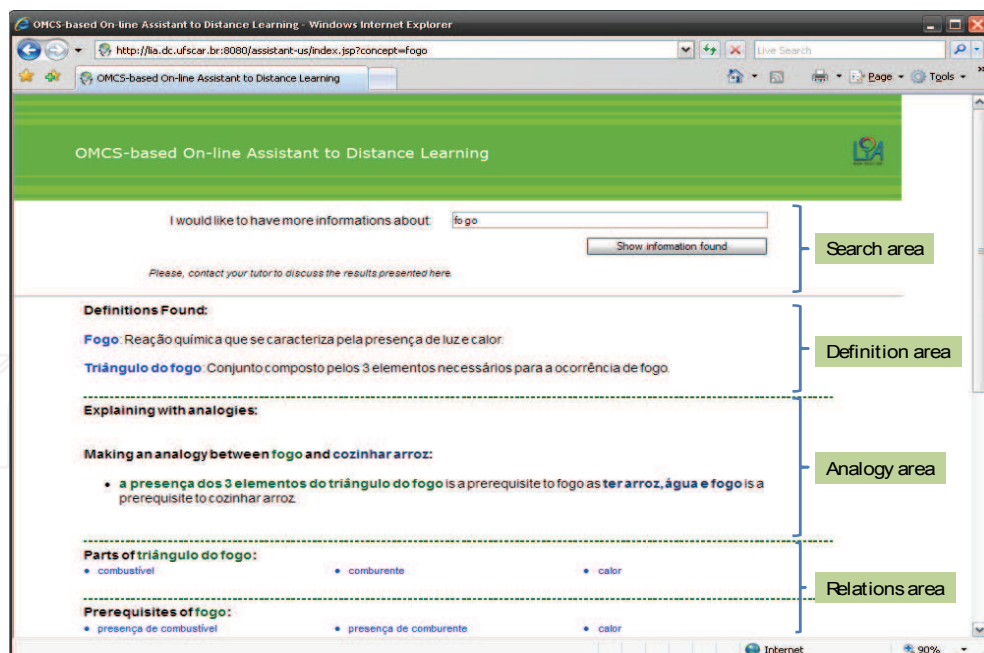 OMCS-based On-line Assistant to Distance Learning - Windows Internet Explorer
http://lia.dc.ufscar.br:8080/assistant-us/index.jsp?concept=fogo
Live Search
OMCS-based On-line Assistant to Distance Learning
Page
Tools
OMCS-based On-line Assistant to Distance Learning
LIA
I would like to have more informations about: fogo
Show information found
Search area
Please, contact your tutor to discuss the results presented here.
Definitions Found:
Fogo: Reação química que se caracteriza pela presença de luz e calor.
Definition area
Triângulo do fogo: Conjunto composto pelos 3 elementos necessários para a ocorrência de fogo.
Explaining with analogies:
Making an analogy between fogo and cozinhar arroz:
Analogy area
• a presença dos 3 elementos do triângulo do fogo is a prerequisite to fogo as ter arroz, água e fogo is a
prerequisite to cozinhar arroz.
Parts of triângulo do fogo:
• combustível • comburente • calor
Relations area
Prerequisites of fogo:
• presença de combustível • presença de comburente • calor
Internet 90%